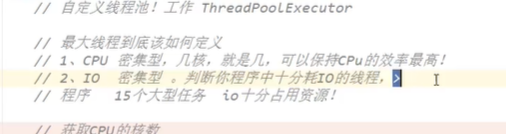 // 自定义线程池！工作 ThreadPoolExecutor
// 最大线程到底该如何定义
// 1、CPU 密集型，几核，就是几，可以保持CPu的效率最高！
// 2、IO 密集型 。判断你程序中十分耗IO的线程，>
// 程序 15个大型任务 io十分占用资源！
// 获取CPU的核数